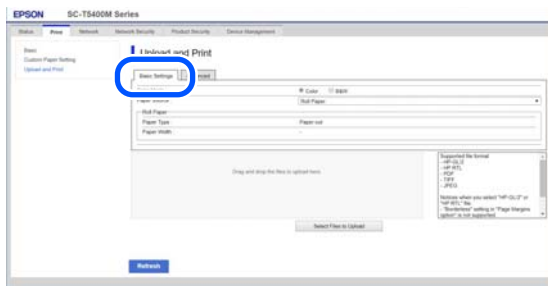 EPSON SC-T5400M Series
Status Print Network Network Security Product Security Device Management
Basic
Custom Paper Setting
Upload and Print
Upload and Print
Basic Settings
Color B&W
Roll Paper
Roll Paper
Paper Type Paper out
Paper Width -
Drag and drop the files to upload here.
Supported file format
- HP-GL/2
- HP-RTL
- PDF
- TIFF
- JPEG
Notices when you select "HP-GL/2" or
"HP-RTL" file.
- "Borderless" setting in "Page Margins
option" is not supported.
Select Files to Upload
Refresh